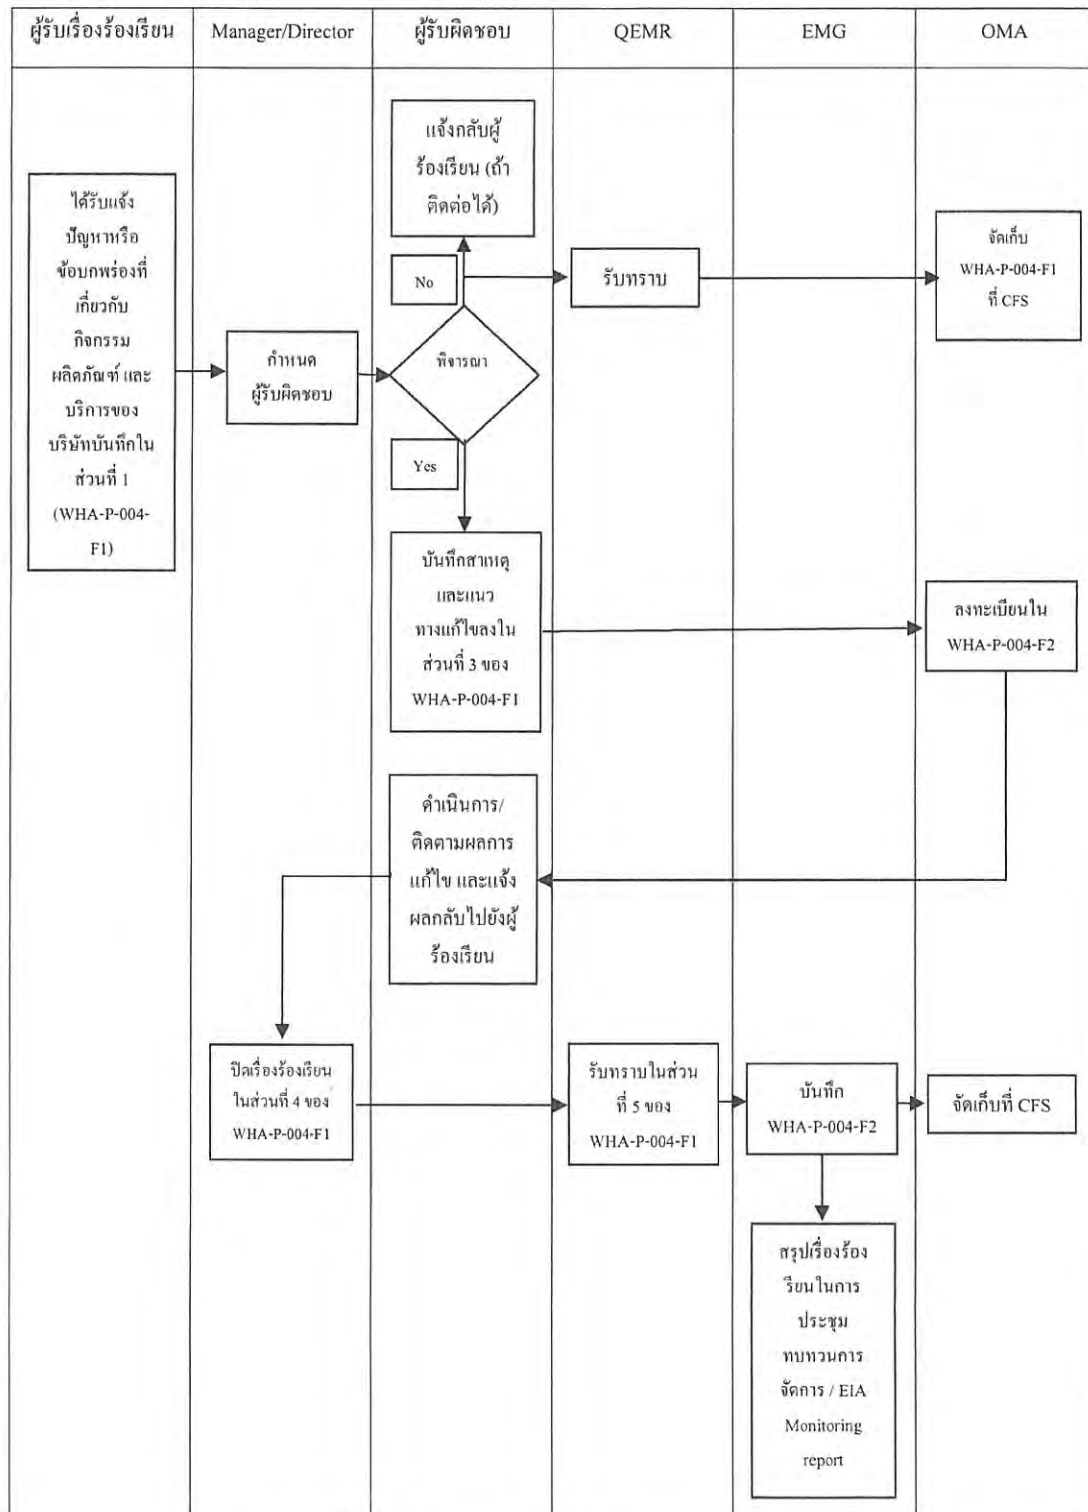 ผู้รับเรื่องร้องเรียน
Manager/Director
ผู้รับผิดชอบ
QEMR
EMG
OMA
แจ้งกลับผู้
ร้องเรียน (ถ้า
ติดต่อได้)
ได้รับแจ้ง
ปัญหาหรือ
ข้อบกพร่องที่
เกี่ยวกับ
กิจกรรม
ผลิตภัณฑ์ และ
บริการของ
บริษัทบันทึกใน
ส่วนที่ 1
(WHA-P-004-
F1)
No
รับทราบ
จัดเก็บ
WHA-P-004-F1
ที่ CFS
กำหนด
ผู้รับผิดชอบ
พิจารณา
Yes
บันทึกสาเหตุ
และแนว
ทางแก้ไขลงใน
ส่วนที่ 3 ของ
WHA-P-004-F1
ลงทะเบียนใน
WHA-P-004-F2
ดำเนินการ/
ติดตามผลการ
แก้ไข และแจ้ง
ผลกลับไปยังผู้
ร้องเรียน
ปิดเรื่องร้องเรียน
ในส่วนที่ 4 ของ
WHA-P-004-F1
รับทราบในส่วน
ที่ 5 ของ
WHA-P-004-F1
บันทึก
WHA-P-004-F2
จัดเก็บที่ CFS
สรุปเรื่องร้อง
เรียนในการ
ประชุม
ทบทวนการ
จัดการ / EIA
Monitoring
report